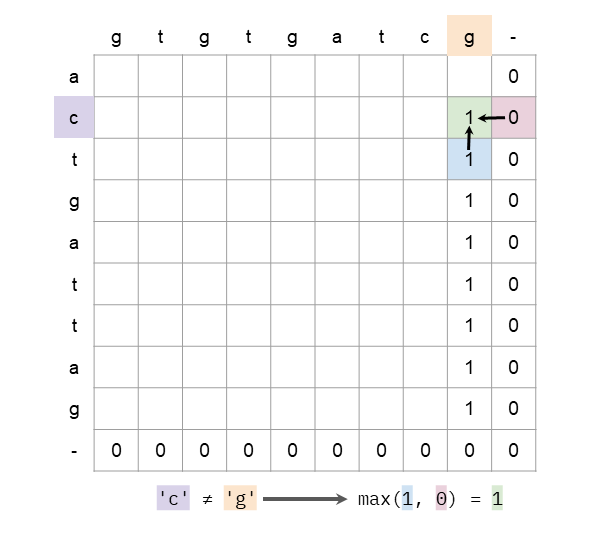 g t g t g a t c g -
a 0
c 1 0
t 1 0
g 1 0
a 1 0
t 1 0
t 1 0
a 1 0
g 1 0
- 0 0 0 0 0 0 0 0 0 0
'c' ≠ 'g' max(1, 0) = 1